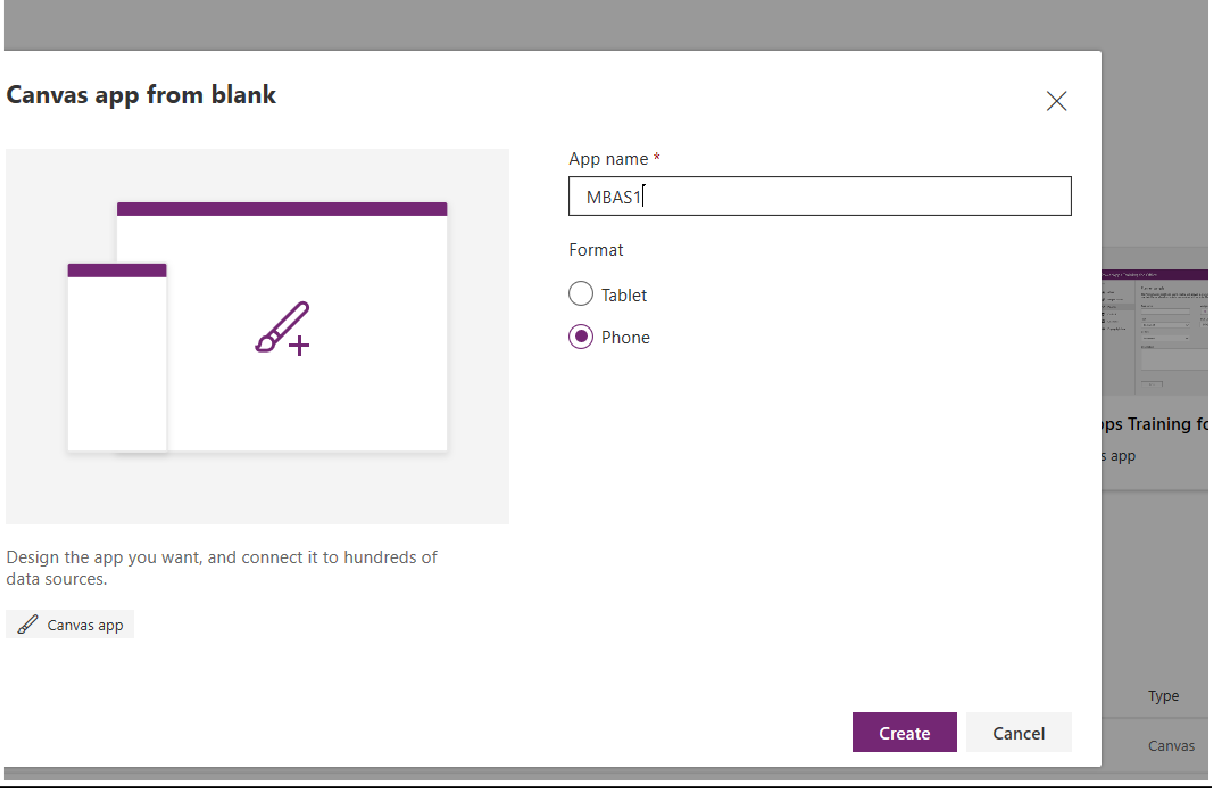 Canvas app from blank
App name *
MBAS1
Format
Tablet
Phone
Design the app you want, and connect it to hundreds of
data sources.
Canvas app
Create
Cancel
Training fo
app
Type
Canvas